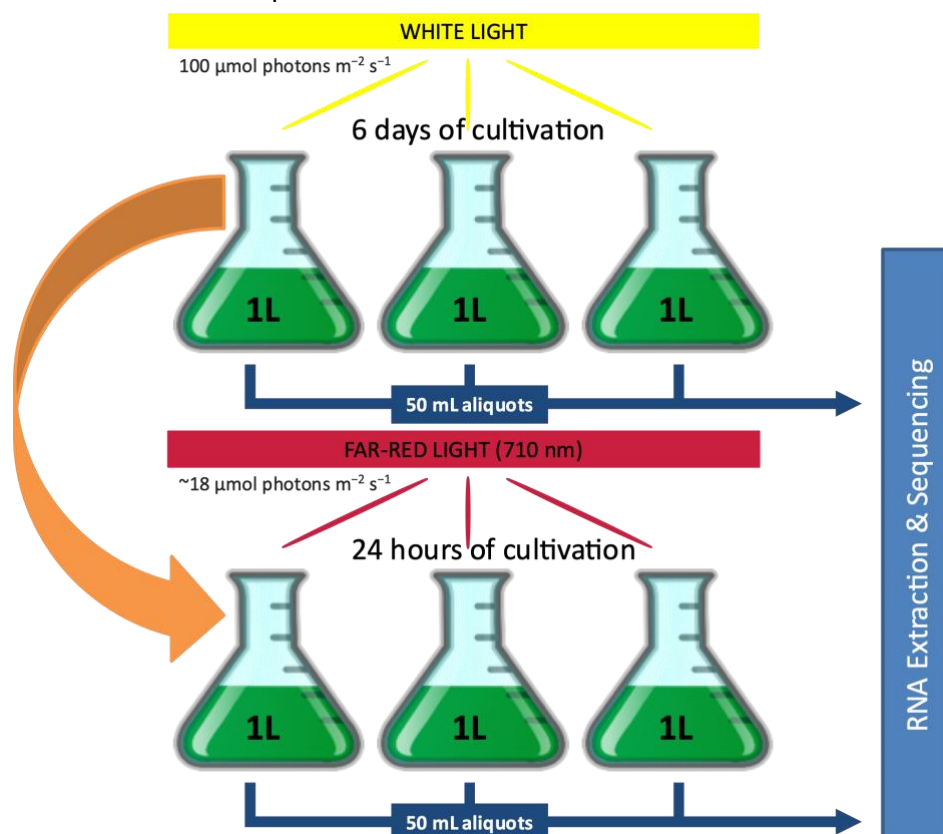 WHITE LIGHT
100 µmol photons m⁻² s⁻¹
6 days of cultivation
1L
1L
1L
50 mL aliquots
FAR-RED LIGHT (710 nm)
~18 µmol photons m⁻² s⁻¹
24 hours of cultivation
1L
1L
1L
50 mL aliquots
RNA Extraction & Sequencing